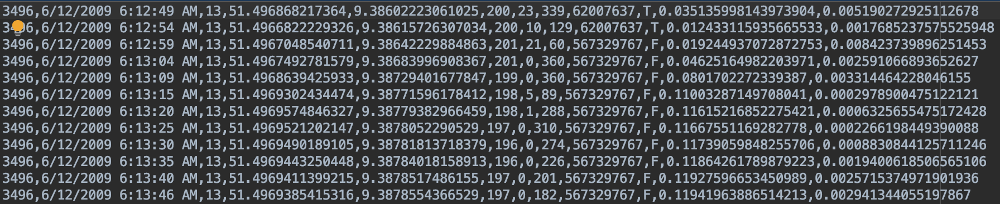 3496,6/12/2009 6:12:49 AM,13,51.496868217364,9.38602223061025,200,23,339,62007637,T,0.035135998143973904,0.005190272925112678
3496,6/12/2009 6:12:54 AM,13,51.4966822229326,9.38615726307034,200,10,129,62007637,T,0.012433115935665533,0.0017685237575525948
3496,6/12/2009 6:12:59 AM,13,51.4967048540711,9.38642229884863,201,21,60,567329767,F,0.019244937072872753,0.008423739896251453
3496,6/12/2009 6:13:04 AM,13,51.4967492781579,9.38683996908367,201,0,360,567329767,F,0.04625164982203971,0.002591066893652627
3496,6/12/2009 6:13:09 AM,13,51.4968639425933,9.38729401677847,199,0,360,567329767,F,0.0801702272339387,0.003314464228046155
3496,6/12/2009 6:13:15 AM,13,51.4969302434474,9.38771596178412,198,5,89,567329767,F,0.11003287149708041,0.0002978900475122121
3496,6/12/2009 6:13:20 AM,13,51.4969574846327,9.38779382966459,198,1,288,567329767,F,0.11615216852275421,0.0006325655475172428
3496,6/12/2009 6:13:25 AM,13,51.4969521202147,9.3878052290529,197,0,310,567329767,F,0.11667551169282778,0.000226619844939​0088
3496,6/12/2009 6:13:30 AM,13,51.4969490189105,9.38781813718379,196,0,274,567329767,F,0.11739059848255706,0.0008830844125711246
3496,6/12/2009 6:13:35 AM,13,51.4969443250448,9.38784018158913,196,0,226,567329767,F,0.11864261789879223,0.0019400618506565106
3496,6/12/2009 6:13:40 AM,13,51.4969411399215,9.3878517486155,197,0,201,567329767,F,0.11927596653450989,0.0025715374971901936
3496,6/12/2009 6:13:46 AM,13,51.4969385415316,9.3878554366529,197,0,182,567329767,F,0.11941963886514213,0.002941344055197867